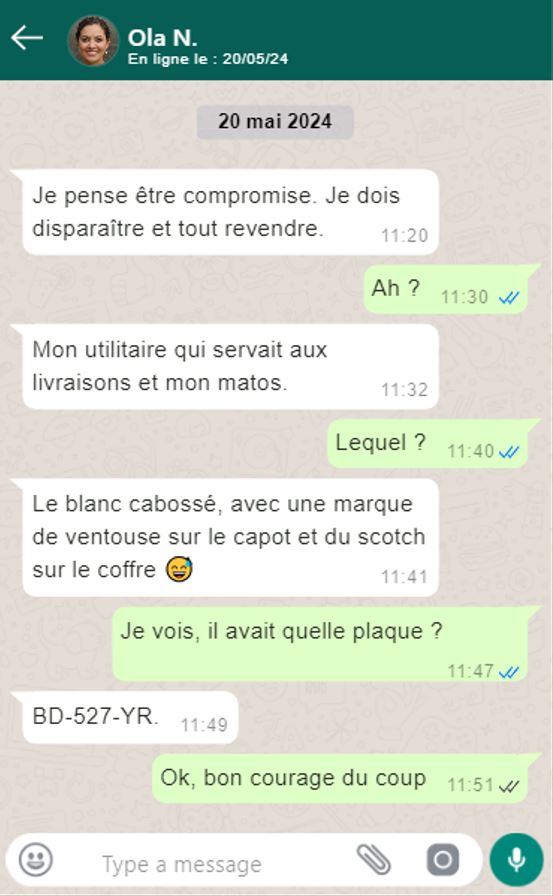 Ola N.
En ligne le : 20/05/24
20 mai 2024
Je pense être compromise. Je dois
disparaître et tout revendre. 11:20
Ah ? 11:30
Mon utilitaire qui servait aux
livraisons et mon matos. 11:32
Lequel ? 11:40
Le blanc cabossé, avec une marque
de ventouse sur le capot et du scotch
sur le coffre 😅 11:41
Je vois, il avait quelle plaque ?
11:47
BD-527-YR. 11:49
Ok, bon courage du coup 11:51
Type a message